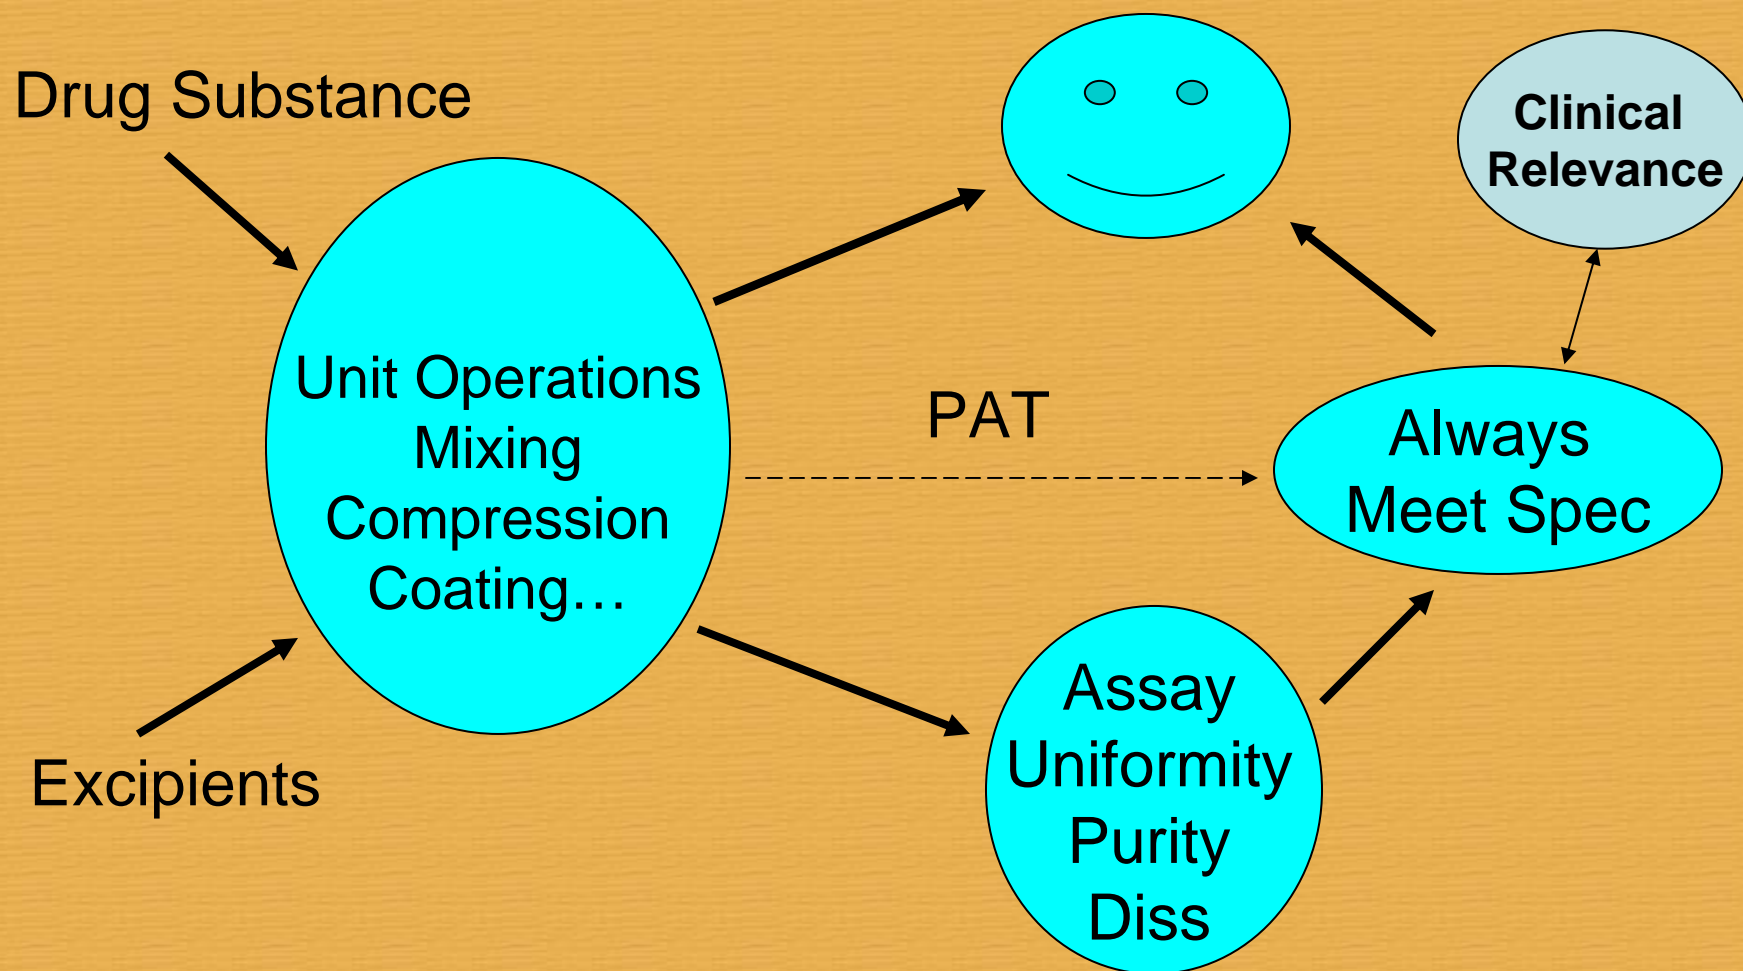 Drug Substance
Clinical
Relevance
Unit Operations
Mixing
Compression
Coating…
PAT
Always
Meet Spec
Excipients
Assay
Uniformity
Purity
Diss